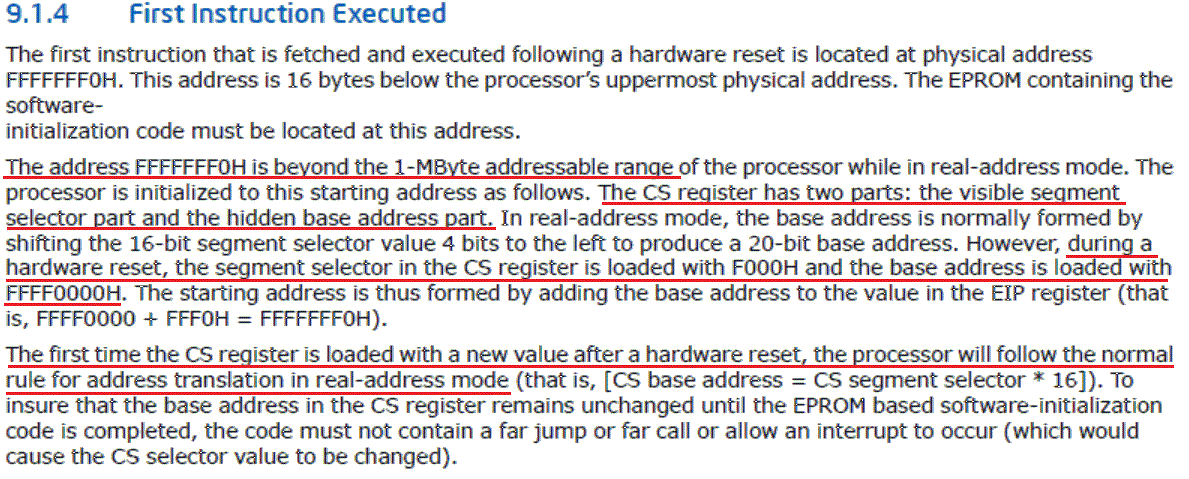 9.1.4 First Instruction Executed
The first instruction that is fetched and executed following a hardware reset is located at physical address
FFFFFFF0H. This address is 16 bytes below the processor's uppermost physical address. The EPROM containing the
software-
initialization code must be located at this address.
The address FFFFFFF0H is beyond the 1-MByte addressable range of the processor while in real-address mode. The
processor is initialized to this starting address as follows. The CS register has two parts: the visible segment
selector part and the hidden base address part. In real-address mode, the base address is normally formed by
shifting the 16-bit segment selector value 4 bits to the left to produce a 20-bit base address. However, during a
hardware reset, the segment selector in the CS register is loaded with F000H and the base address is loaded with
FFFF0000H. The starting address is thus formed by adding the base address to the value in the EIP register (that
is, FFFF0000 + FFF0H = FFFFFFF0H).
The first time the CS register is loaded with a new value after a hardware reset, the processor will follow the normal
rule for address translation in real-address mode (that is, [CS base address = CS segment selector * 16]). To
insure that the base address in the CS register remains unchanged until the EPROM based software-initialization
code is completed, the code must not contain a far jump or far call or allow an interrupt to occur (which would
cause the CS selector value to be changed).